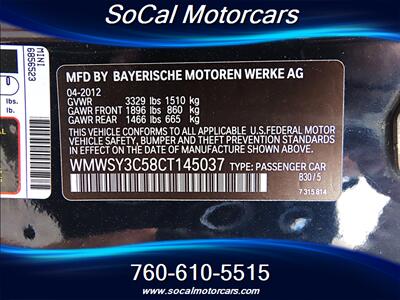 SoCal Motorcars
MINI
6856523
0
lbs.
lb.
MFD BY BAYERISCHE MOTOREN WERKE AG
04-2012
GVWR 3329 lbs 1510 kg
GAWR FRONT 1896 lbs 860 kg
GAWR REAR 1466 lbs 665 kg
THIS VEHICLE CONFORMS TO ALL APPLICABLE
U.S.FEDERAL MOTOR
VEHICLE SAFETY, BUMPER, AND THEFT PREVENTION STANDARDS
IN EFFECT ON THE DATE OF MANUFACTURE SHOWN ABOVE.
WMWSY3C58CT145037 TYPE: PASSENGER CAR
B30/5
7 315 814
760-610-5515
www.socalmotorcars.com